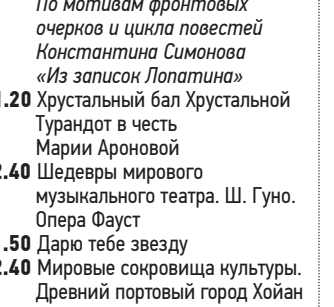 По мотивам фронтовых
очерков и цикла повестей
Константина Симонова
«Из записок Лопатина»
.20 Хрустальный бал Хрустальной
Турандот в честь
Марии Ароновой
.40 Шедевры мирового
музыкального театра. Ш. Гуно.
Опера Фауст
.50 Дарю тебе звезду
.40 Мировые сокровища культуры.
Древний портовый город Хойан